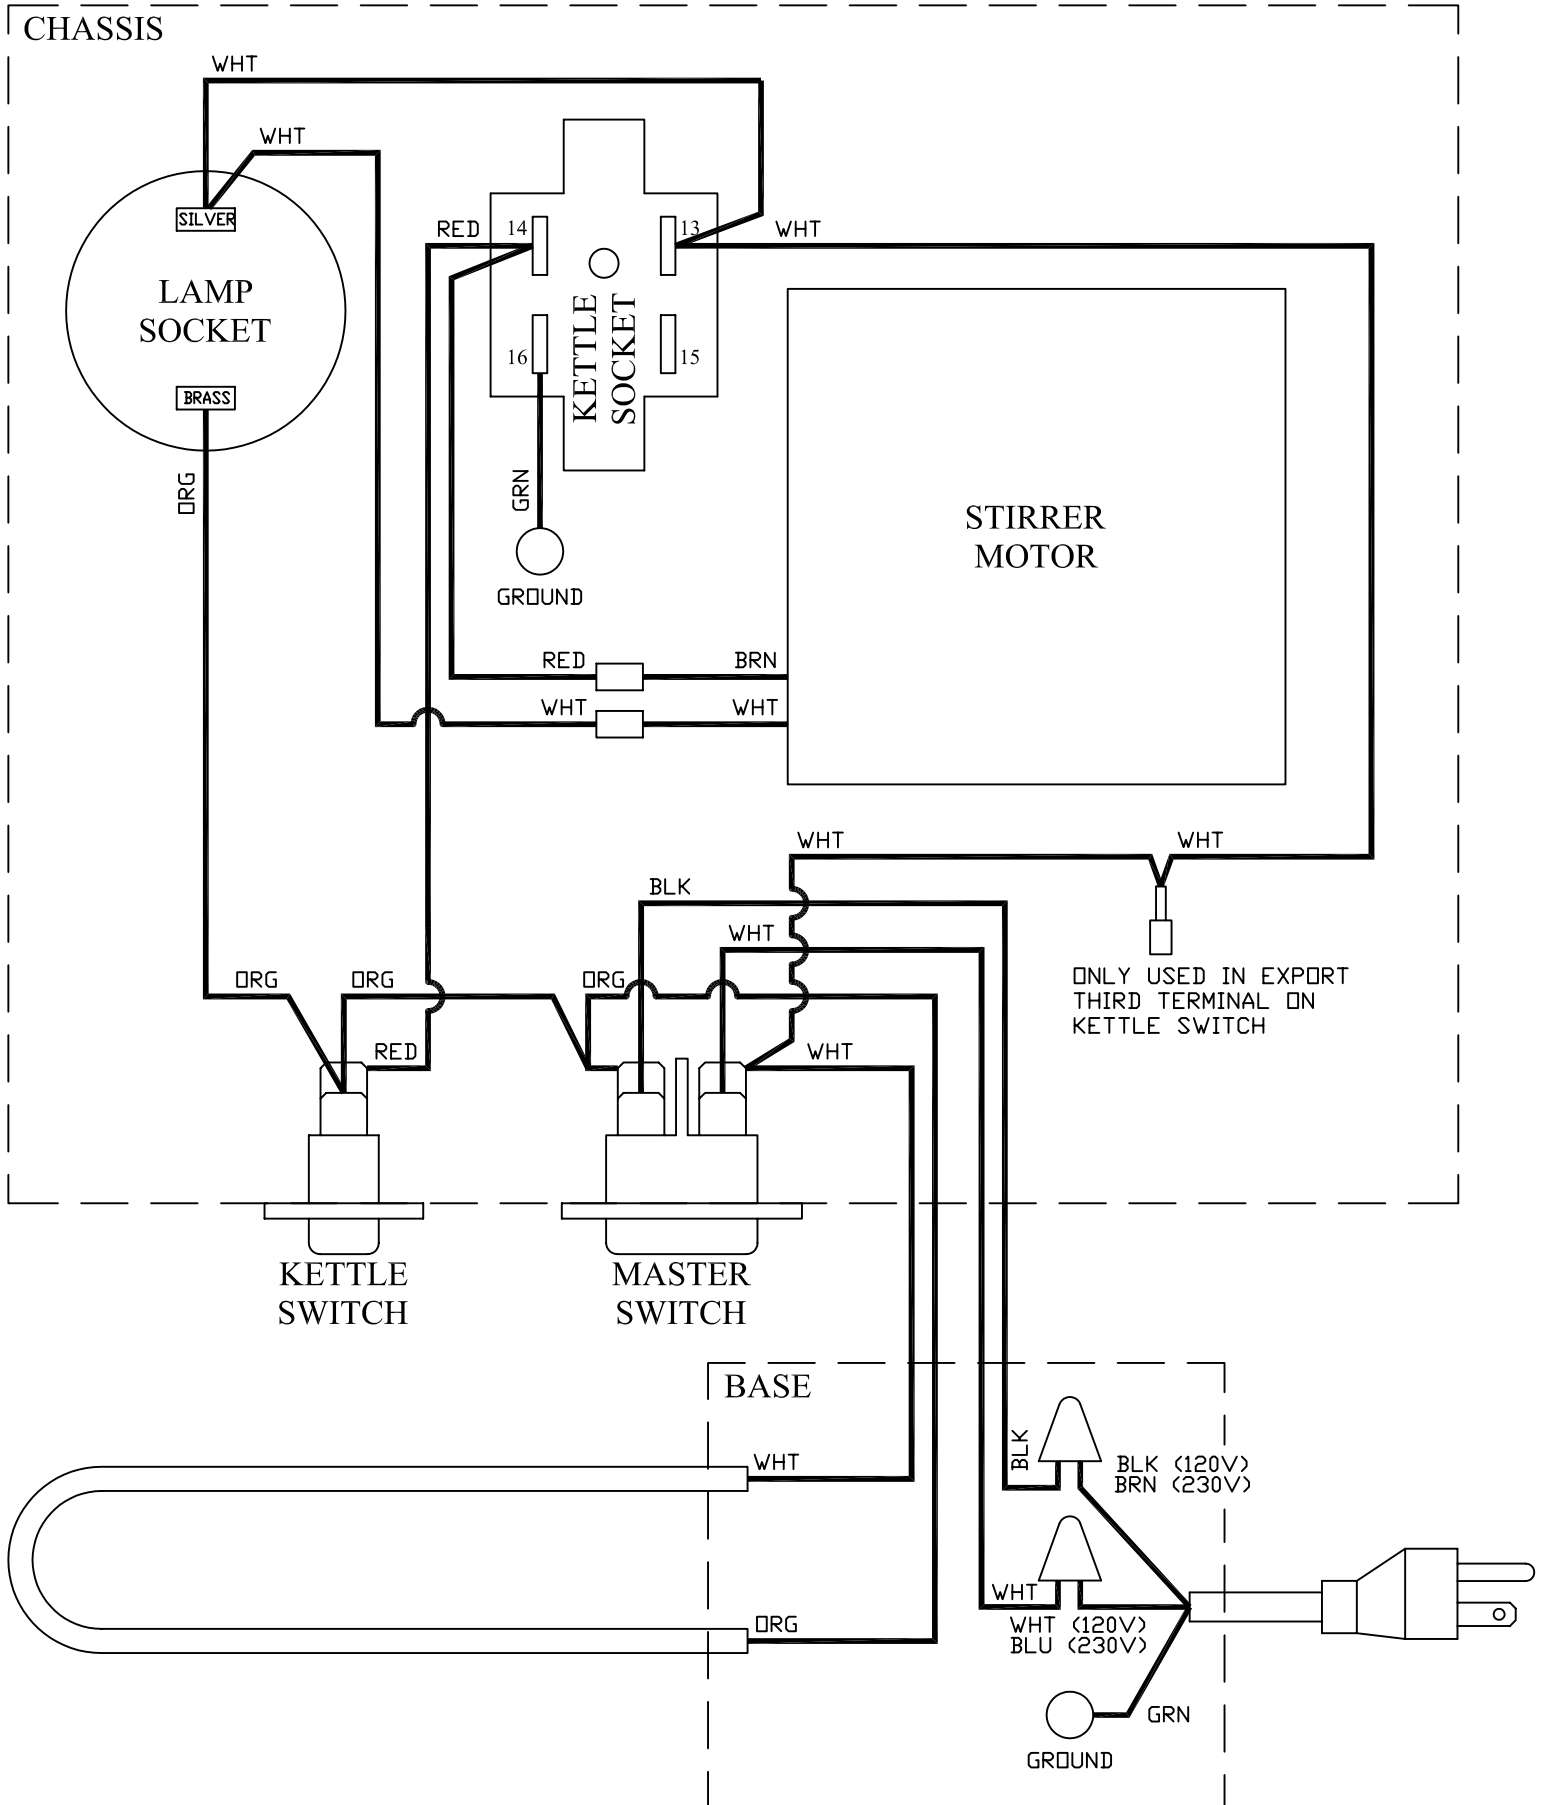 CHASSIS
WHT
WHT
SILVER
LAMP
SOCKET
BRASS
ORG
RED
14
13
WHT
16
15
KETTLE
SOCKET
GRN
GROUND
STIRRER
MOTOR
RED
BRN
WHT
WHT
WHT
WHT
BLK
WHT
ORG
ORG
ORG
ONLY USED IN EXPORT
THIRD TERMINAL ON
KETTLE SWITCH
RED
WHT
KETTLE
SWITCH
MASTER
SWITCH
BASE
WHT
BLK
BLK (120V)
BRN (230V)
WHT
WHT (120V)
BLU (230V)
ORG
GRN
GROUND